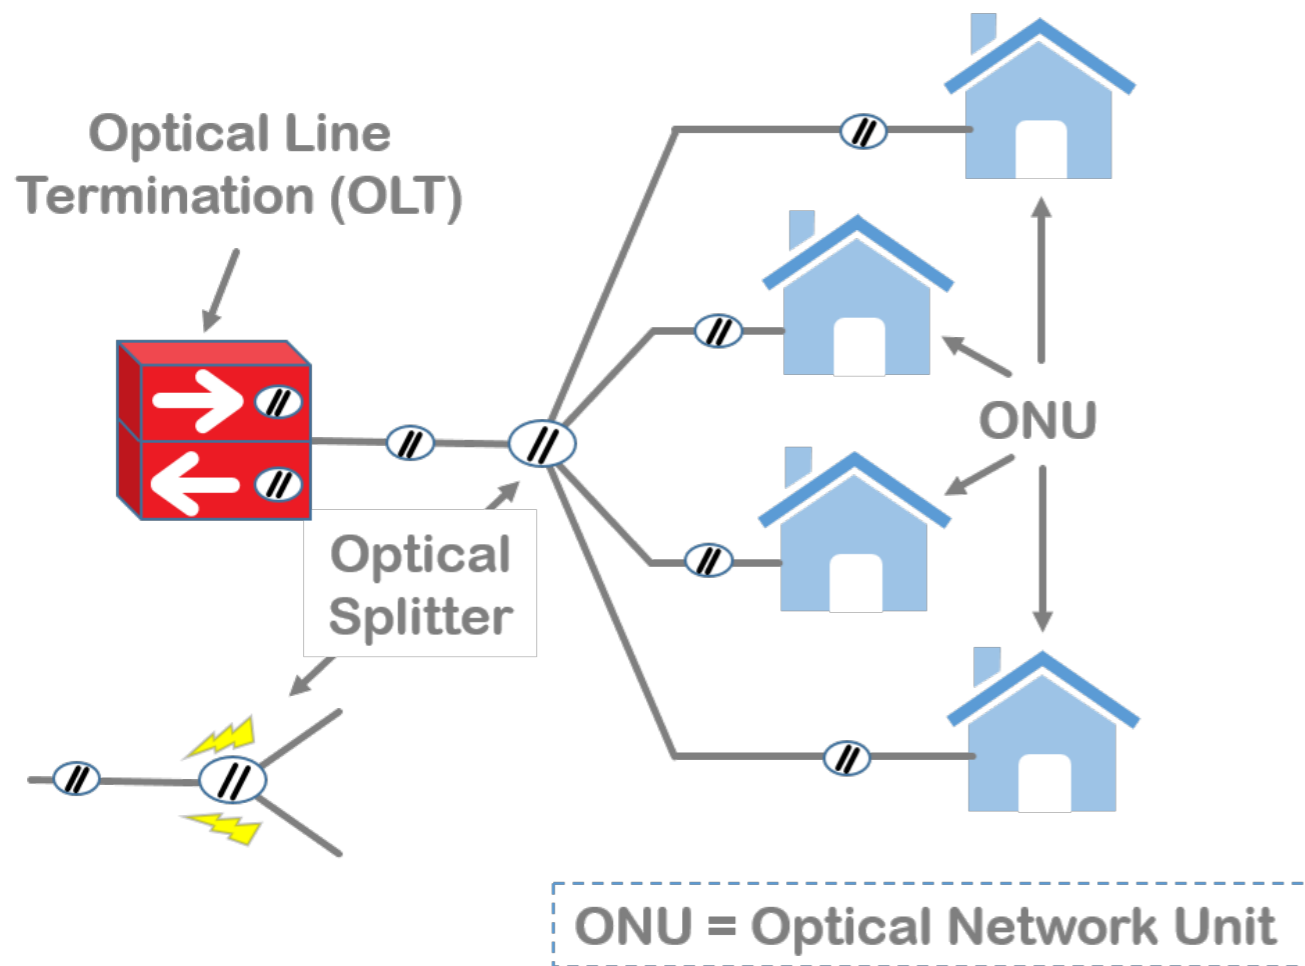 Optical Line
Termination (OLT)
ONU
Optical
Splitter
ONU = Optical Network Unit